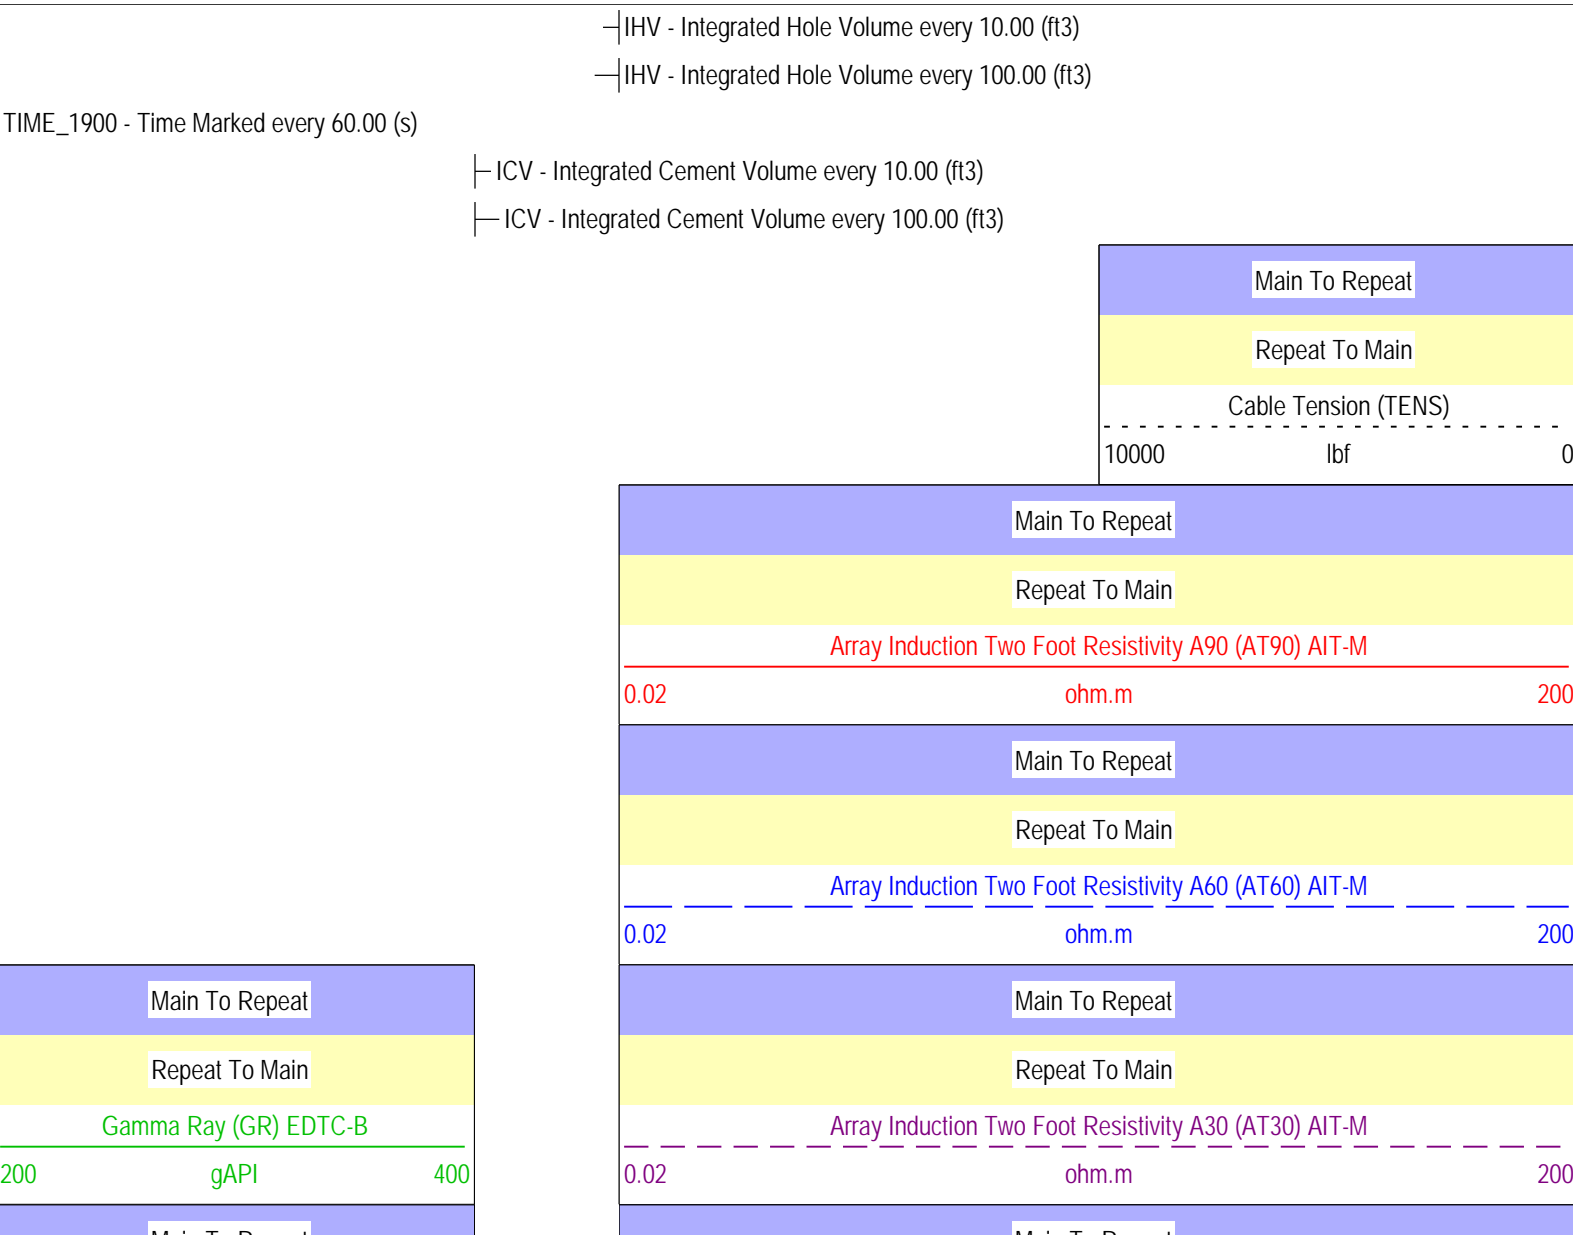 IHV - Integrated Hole Volume every 10.00 (ft3)
IHV - Integrated Hole Volume every 100.00 (ft3)
TIME_1900 - Time Marked every 60.00 (s)
ICV - Integrated Cement Volume every 10.00 (ft3)
ICV - Integrated Cement Volume every 100.00 (ft3)
Main To Repeat
Repeat To Main
Cable Tension (TENS)
10000 lbf 0
Main To Repeat
Repeat To Main
Array Induction Two Foot Resistivity A90 (AT90) AIT-M
0.02 ohm.m 200
Main To Repeat
Repeat To Main
Array Induction Two Foot Resistivity A60 (AT60) AIT-M
0.02 ohm.m 200
Main To Repeat
Repeat To Main
Gamma Ray (GR) EDTC-B
200 gAPI 400
Main To Repeat
Repeat To Main
Array Induction Two Foot Resistivity A30 (AT30) AIT-M
0.02 ohm.m 200
Main To Repeat
Main To Repeat